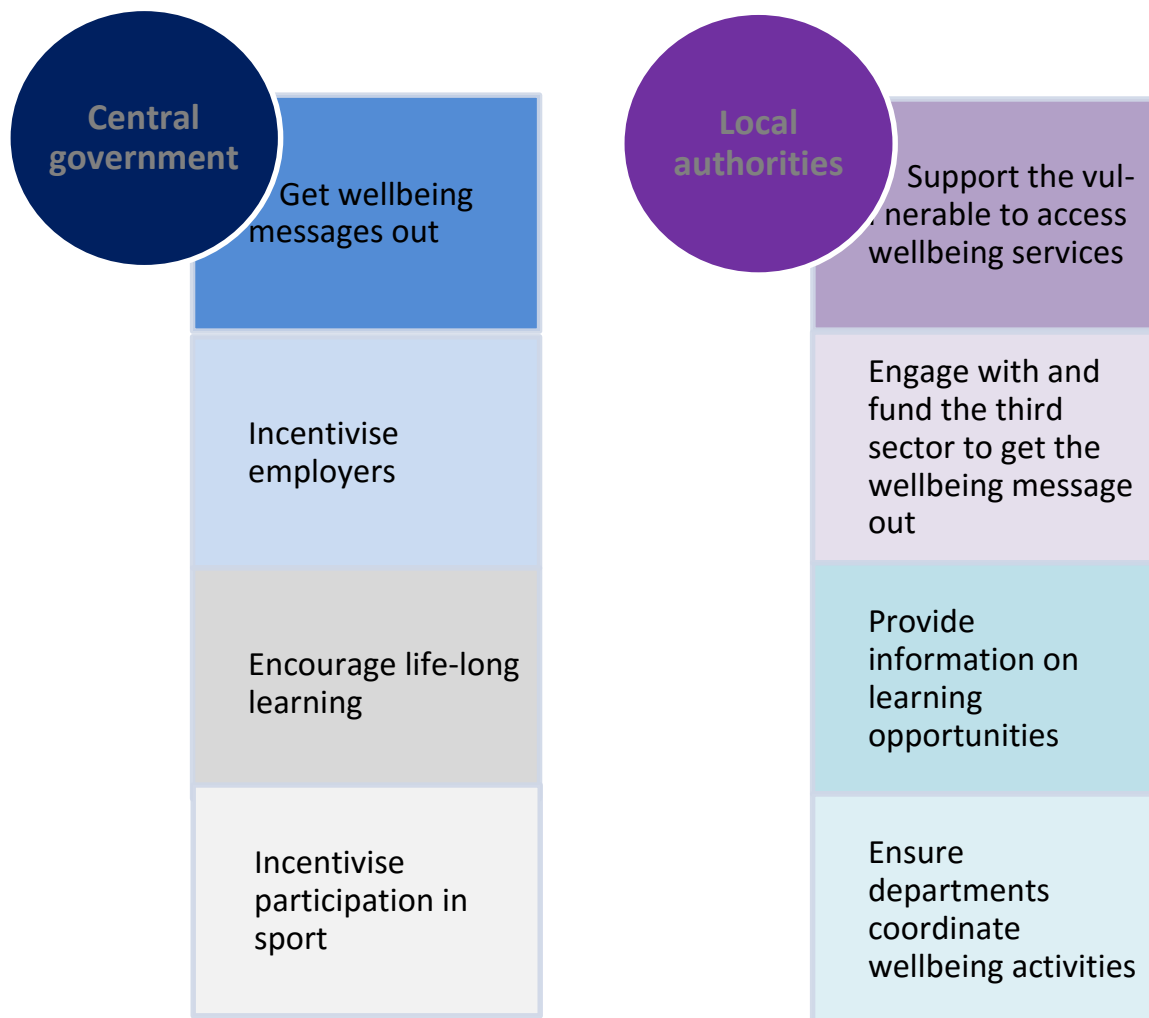 Central
government
Get wellbeing
messages out
Incentivise
employers
Encourage life-long
learning
Incentivise
participation in
sport
Local
authorities
Support the vul-
nerable to access
wellbeing services
Engage with and
fund the third
sector to get the
wellbeing message
out
Provide
information on
learning
opportunities
Ensure
departments
coordinate
wellbeing activities